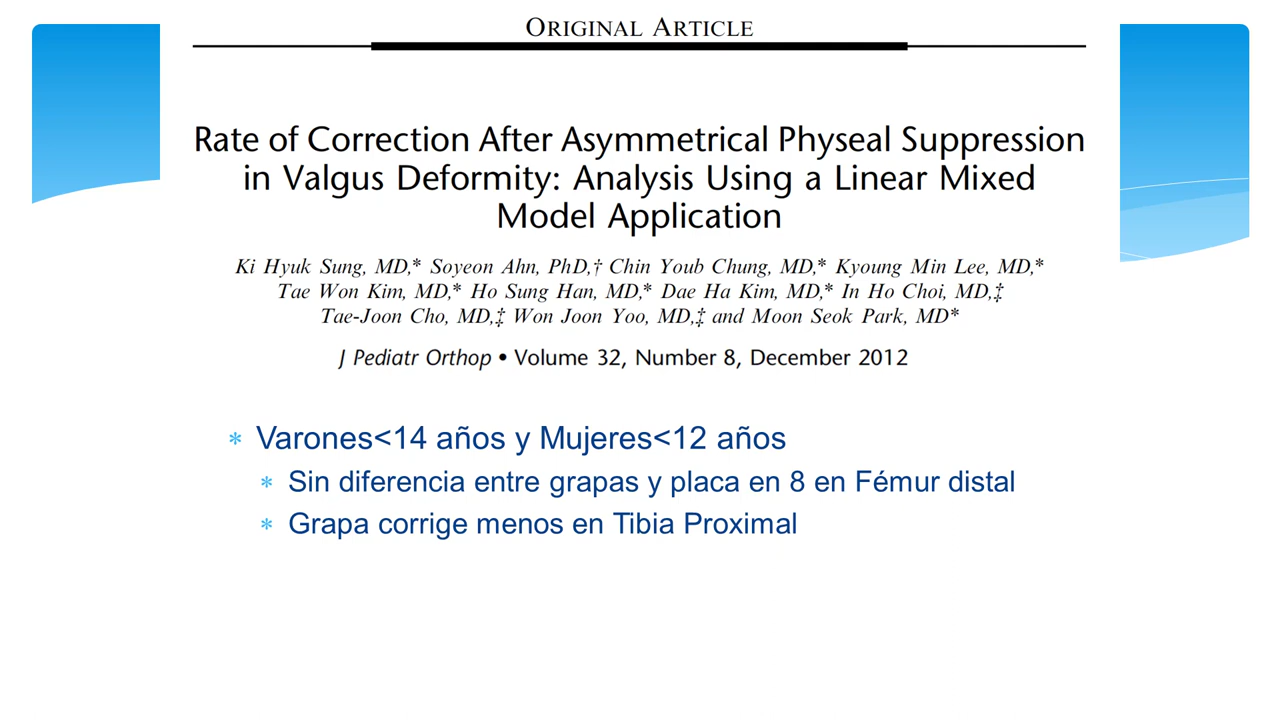 ORIGINAL ARTICLE
Rate of Correction After Asymmetrical Physeal Suppression
in Valgus Deformity: Analysis Using a Linear Mixed
Model Application
Ki Hyuk Sung, MD,* Soyeon Ahn, PhD,† Chin Youb Chung, MD,* Kyoung Min Lee, MD,*
Tae Won Kim, MD,* Ho Sung Han, MD,* Dae Ha Kim, MD,* In Ho Choi, MD,‡
Tae-Joon Cho, MD,‡ Won Joon Yoo, MD,‡ and Moon Seok Park, MD*
J Pediatr Orthop • Volume 32, Number 8, December 2012
* Varones<14 años y Mujeres<12 años
* Sin diferencia entre grapas y placa en 8 en Fémur distal
* Grapa corrige menos en Tibia Proximal